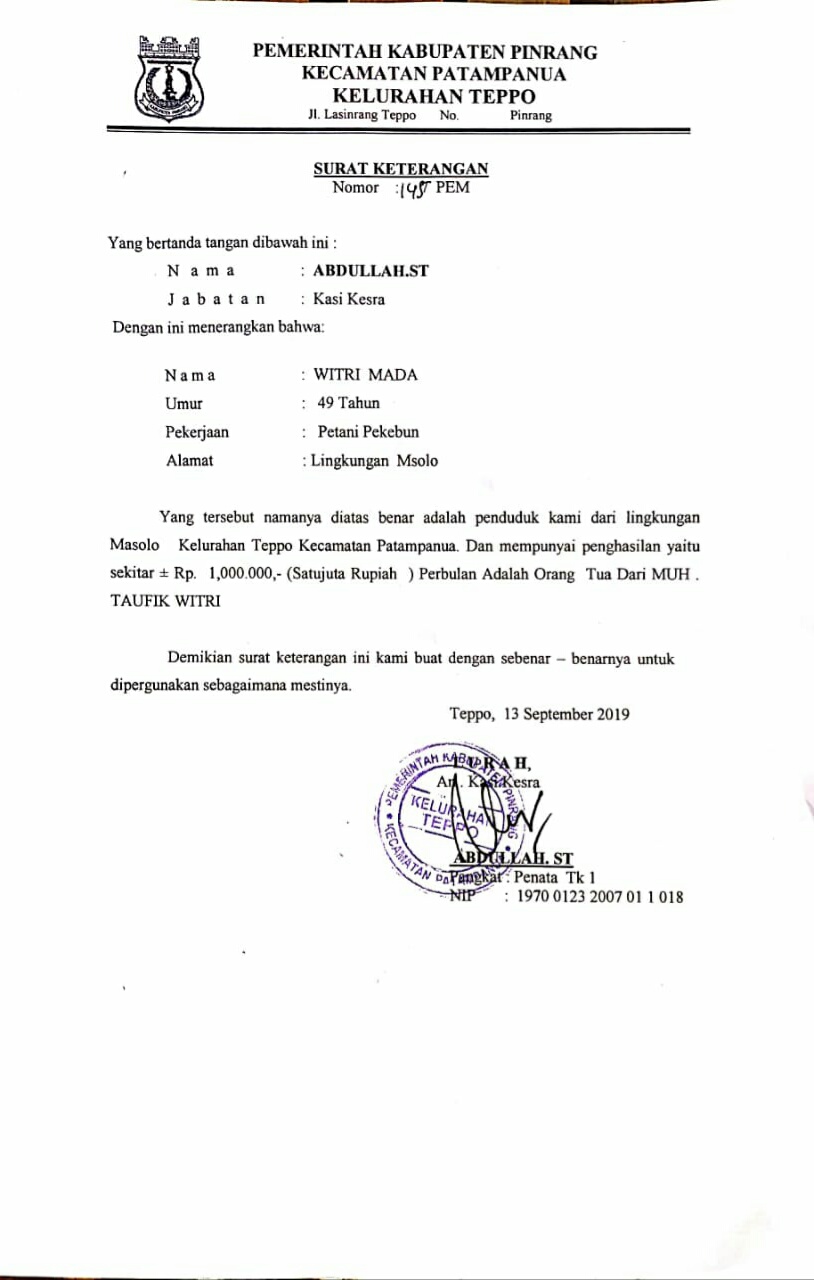 PEMERINTAH KABUPATEN PINRANG
KECAMATAN PATAMPANUA
KELURAHAN TEPPO
Jl. Lasinrang Teppo No. Pinrang
SURAT KETERANGAN
Nomor : 145 PEM
Yang bertanda tangan dibawah ini :
N a m a : ABDULLAH.ST
J a b a t a n : Kasi Kesra
Dengan ini menerangkan bahwa:
N a m a : WITRI MADA
Umur : 49 Tahun
Pekerjaan : Petani Pekebun
Alamat : Lingkungan Msolo
Yang tersebut namanya diatas benar adalah penduduk kami dari lingkungan
Masolo Kelurahan Teppo Kecamatan Patampanua. Dan mempunyai penghasilan yaitu
sekitar ± Rp. 1,000.000,- (Satujuta Rupiah ) Perbulan Adalah Orang Tua Dari MUH .
TAUFIK WITRI
Demikian surat keterangan ini kami buat dengan sebenar – benarnya untuk
dipergunakan sebagaimana mestinya.
Teppo, 13 September 2019
LURAH,
An. Kasi Kesra
PEMERINTAH KABUPATEN PINRANG
KELURAHAN
TEPPO
KECAMATAN PATAMPANUA
ABDULLAH. ST
Pangkat : Penata Tk 1
NIP : 1970 0123 2007 01 1 018